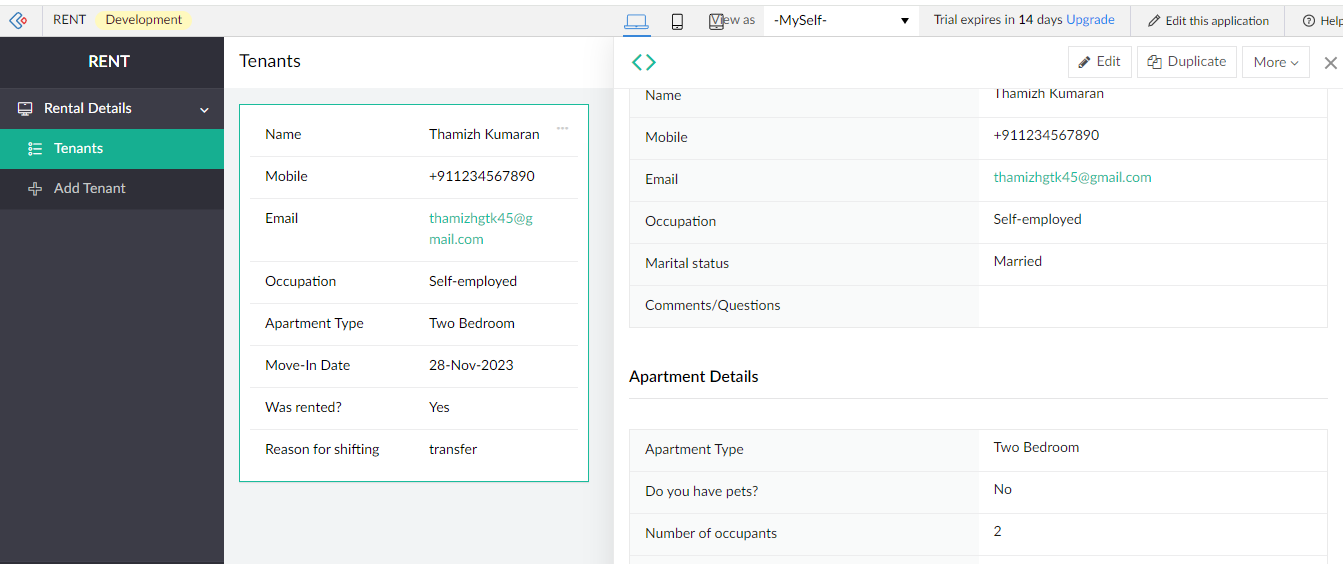 RENT Development View as -MySelf- Trial expires in 14 days Upgrade Edit this application Help
RENT
Rental Details
Tenants
Add Tenant
Tenants
Name Thamizh Kumaran
Mobile +911234567890
Email thamizhgtk45@g
mail.com
Occupation Self-employed
Apartment Type Two Bedroom
Move-In Date 28-Nov-2023
Was rented? Yes
Reason for shifting transfer
Edit Duplicate More
Name Thamizh Kumaran
Mobile +911234567890
Email thamizhgtk45@gmail.com
Occupation Self-employed
Marital status Married
Comments/Questions
Apartment Details
Apartment Type Two Bedroom
Do you have pets? No
Number of occupants 2